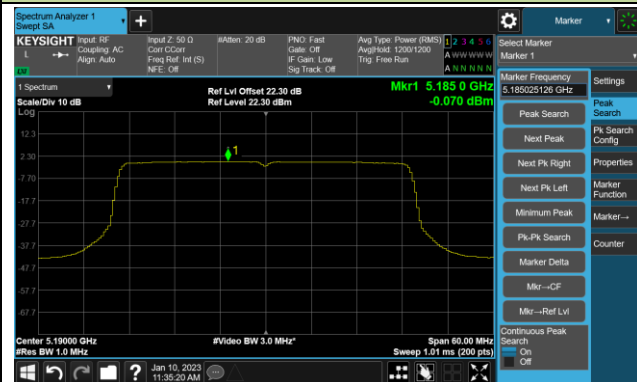 Spectrum Analyzer 1
Swept SA
Marker
KEYSIGHT
Input: RF
Coupling: AC
Align: Auto
Input Z: 50 Ω
Corr CCorr
Freq Ref: Int (S)
NFE: Off
#Atten: 20 dB
PNO: Fast
Gate: Off
IF Gain: Low
Sig Track: Off
Avg Type: Power (RMS)
Avg|Hold: 1200/1200
Trig: Free Run
1 2 3 4 5 6
A W W W W W
A N N N N N
L
Select Marker
Marker 1
1 Spectrum
Scale/Div 10 dB
Log
Ref Lvl Offset 22.30 dB
Ref Level 22.30 dBm
Mkr1 5.185 0 GHz
-0.070 dBm
12.3
2.30
-7.70
-17.7
-27.7
-37.7
-47.7
-57.7
-67.7
1
Center 5.19000 GHz
#Res BW 1.0 MHz
#Video BW 3.0 MHz*
Span 60.00 MHz
Sweep 1.01 ms (200 pts)
Marker Frequency
5.185025126 GHz
Peak Search
Next Peak
Next Pk Right
Next Pk Left
Minimum Peak
Pk-Pk Search
Marker Delta
Mkr→CF
Mkr→Ref Lvl
Continuous Peak
Search
On
Off
Settings
Peak
Search
Pk Search
Config
Properties
Marker
Function
Marker→
Counter
Jan 10, 2023
11:35:20 AM